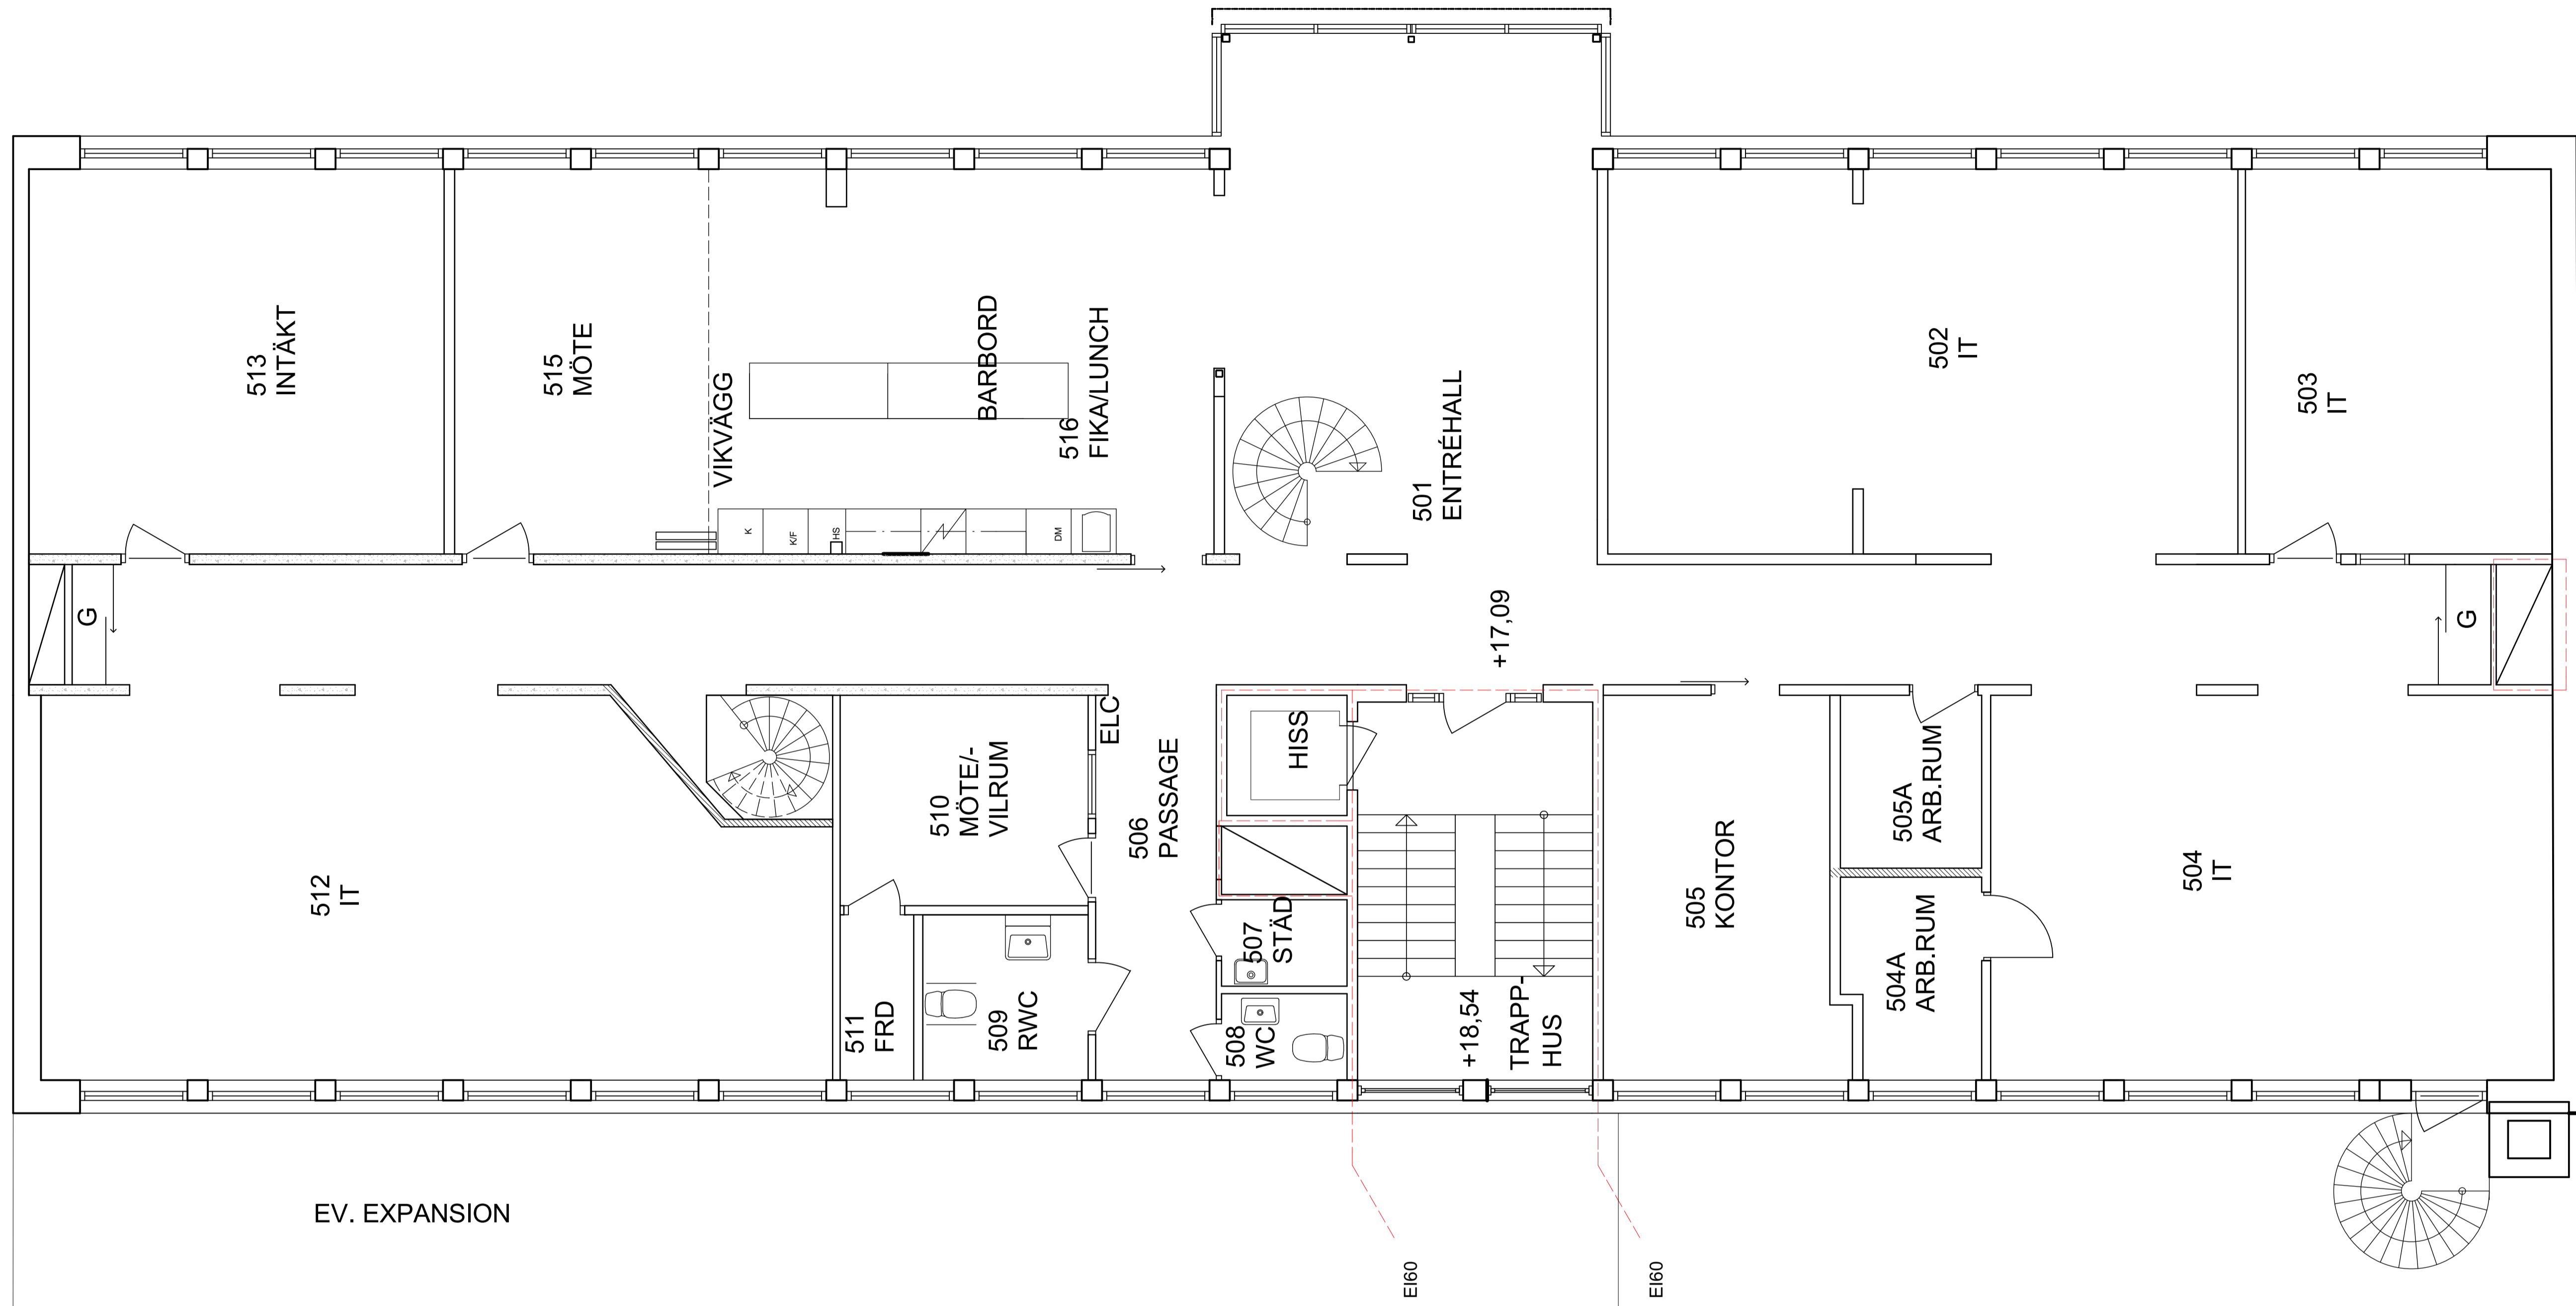 513
INTÄKT
515
MÖTE
VIKVÄGG
BARBORD
516
FIKA/LUNCH
501
ENTRÉHALL
502
IT
503
IT
K
K/F
HS
DM
G
+17,09
G
512
IT
510
MÖTE/-
VILRUM
ELC
506
PASSAGE
HISS
505
KONTOR
505A
ARB.RUM
504
IT
511
FRD
509
RWC
507
STÄD
508
WC
+18,54
TRAPP-
HUS
504A
ARB.RUM
EV. EXPANSION
EI60
EI60